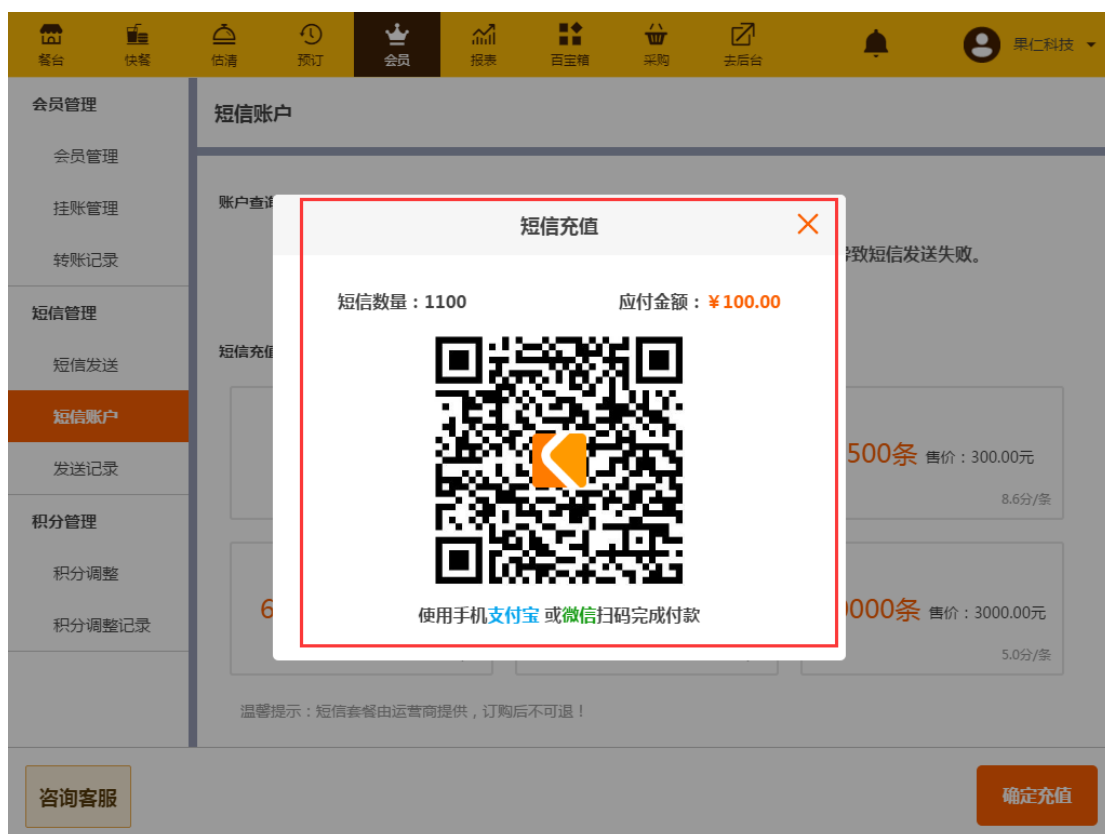 餐台 快餐 估清 预订 会员 报表 百宝箱 采购 去后台 果仁科技
会员管理
会员管理
挂账管理
转账记录
短信管理
短信发送
短信账户
发送记录
积分管理
积分调整
积分调整记录
短信账户
账户查询
导致短信发送失败。
短信充值
500条 售价：300.00元
8.6分/条
6
0000条 售价：3000.00元
5.0分/条
温馨提示：短信套餐由运营商提供，订购后不可退！
短信充值
短信数量：1100 应付金额：¥100.00
使用手机支付宝 或微信扫码完成付款
咨询客服
确定充值